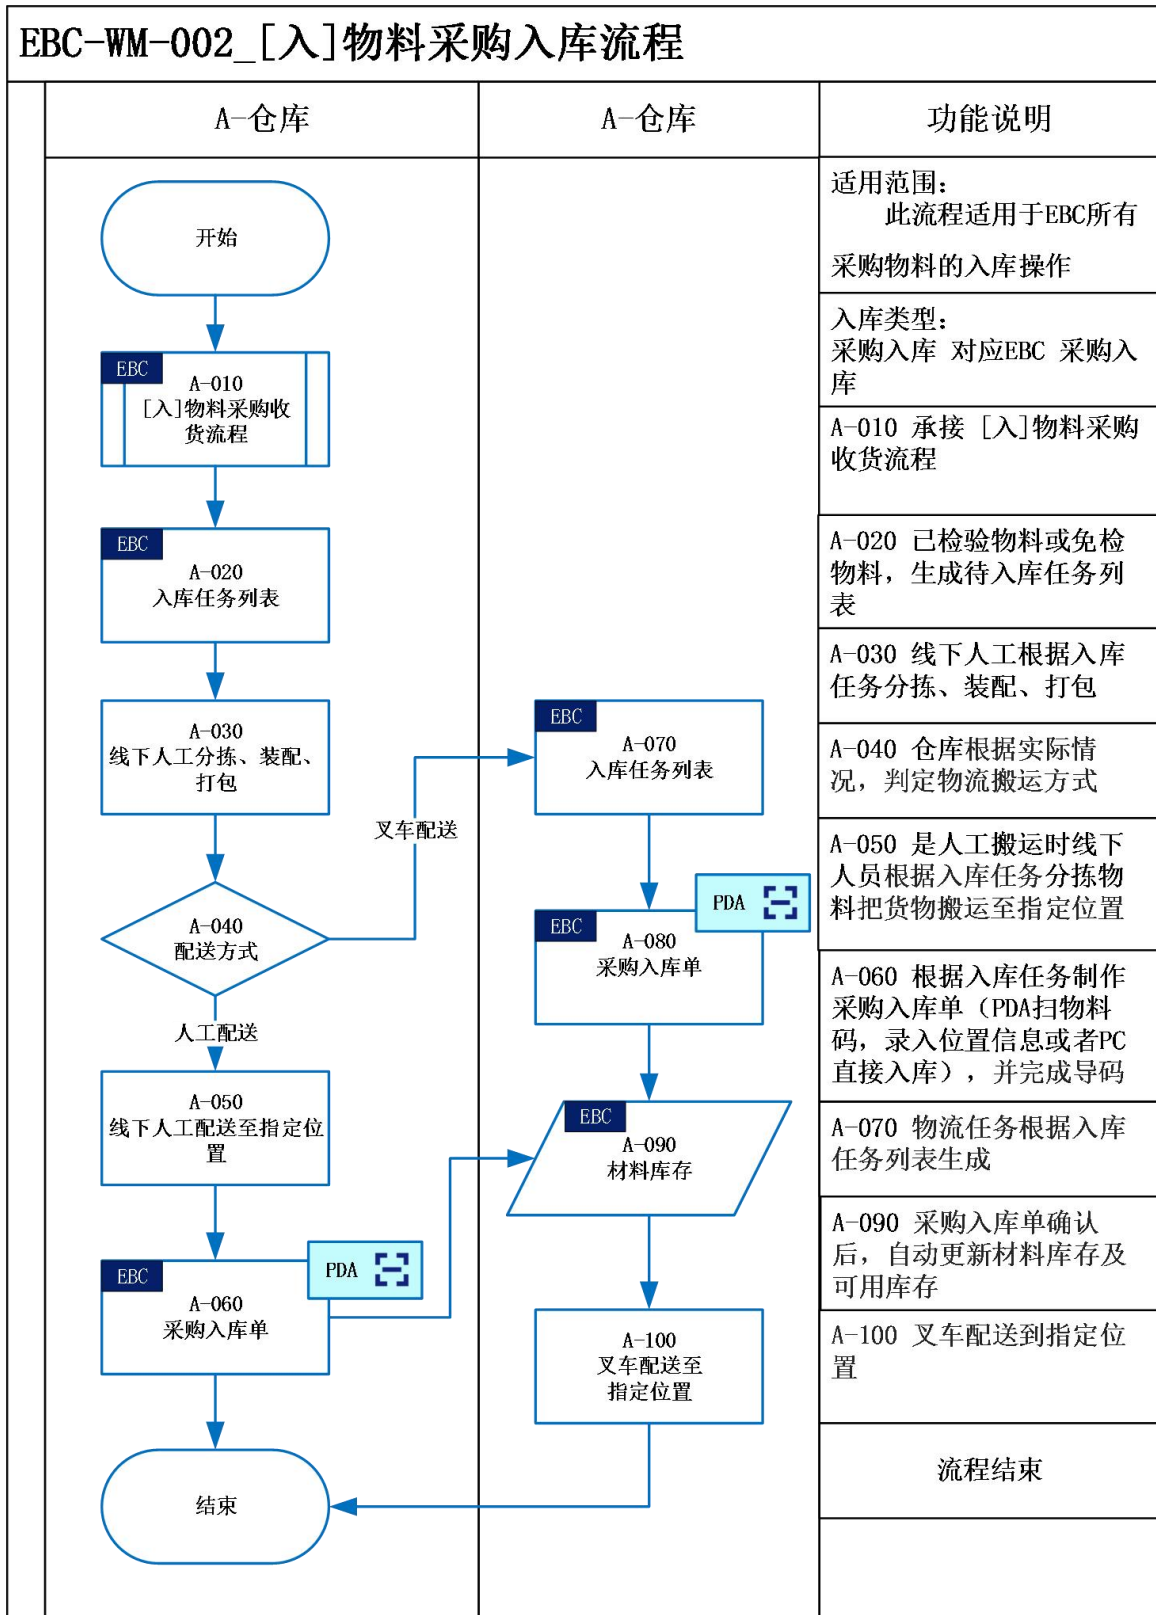 EBC-WM-002_[入]物料采购入库流程
A-仓库
A-仓库
功能说明
开始
EBC
A-010
[入]物料采购收
货流程
EBC
A-020
入库任务列表
A-030
线下人工分拣、装配、
打包
叉车配送
A-040
配送方式
人工配送
A-050
线下人工配送至指定位
置
EBC
PDA
A-060
采购入库单
结束
EBC
A-070
入库任务列表
PDA
EBC
A-080
采购入库单
EBC
A-090
材料库存
A-100
叉车配送至
指定位置
适用范围:
此流程适用于EBC所有
采购物料的入库操作
入库类型:
采购入库 对应EBC 采购入
库
A-010 承接 [入]物料采购
收货流程
A-020 已检验物料或免检
物料，生成待入库任务列
表
A-030 线下人工根据入库
任务分拣、装配、打包
A-040 仓库根据实际情
况，判定物流搬运方式
A-050 是人工搬运时线下
人员根据入库任务分拣物
料把货物搬运至指定位置
A-060 根据入库任务制作
采购入库单（PDA扫物料
码，录入位置信息或者PC
直接入库），并完成导码
A-070 物流任务根据入库
任务列表生成
A-090 采购入库单确认
后，自动更新材料库存及
可用库存
A-100 叉车配送到指定位
置
流程结束